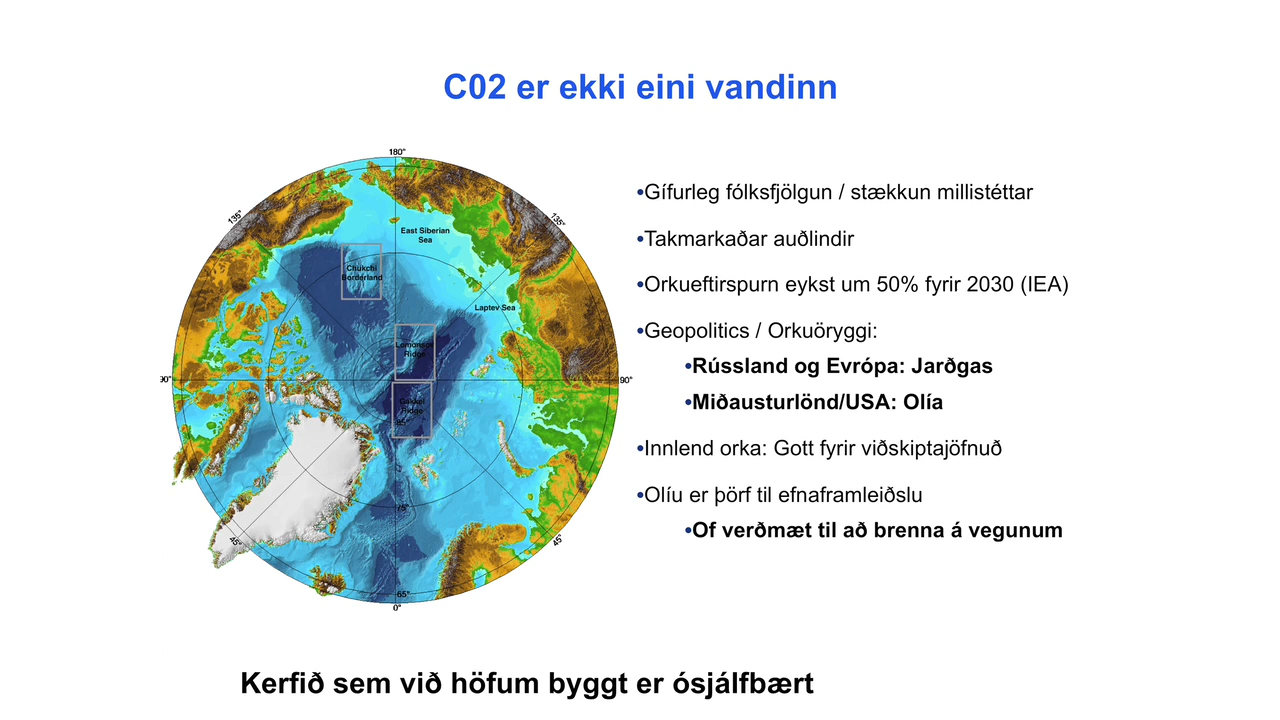 C02 er ekki eini vandinn
180°
135°
135°
East Siberian
Sea
Chukchi
Borderland
Laptev Sea
Lomonsov
Ridge
90°
90°
Gakkel
Ridge
85°
75°
45°
45°
65°
0°
•Gífurleg fólksfjölgun / stækkun millistéttar
•Takmarkaðar auðlindir
•Orkueftirspurn eykst um 50% fyrir 2030 (IEA)
•Geopolitics / Orkuöryggi:
•Rússland og Evrópa: Jarðgas
•Miðausturlönd/USA: Olía
•Innlend orka: Gott fyrir viðskiptajöfnuð
•Olíu er þörf til efnaframleiðslu
•Of verðmæt til að brenna á vegunum
Kerfið sem við höfum byggt er ósjálfbært